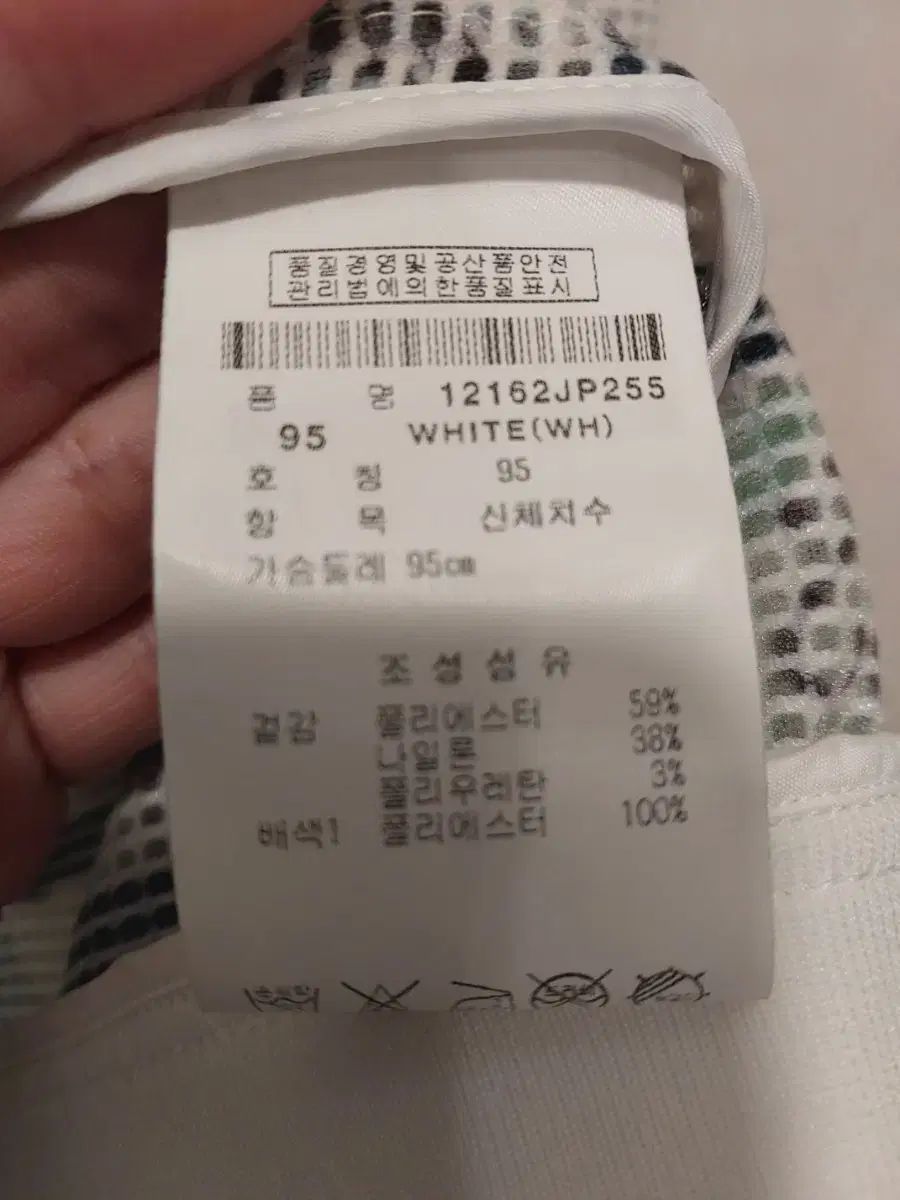 품질경영및공산품안전
관리법에의한품질표시
품 명 12162JP255
95 WHITE(WH)
호 칭 95
항 목 신체치수
가슴둘레 95cm
조성섬유
겉감 폴리에스터 59%
나일론 38%
폴리우레탄 3%
배색1 폴리에스터 100%